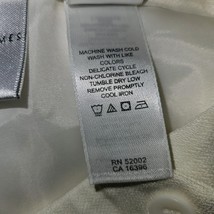 MES
MACHINE WASH COLD
WASH WITH LIKE
COLORS
DELICATE CYCLE
NON-CHLORINE BLEACH
TUMBLE DRY LOW
REMOVE PROMPTLY
COOL IRON
RN 52002
CA 16390